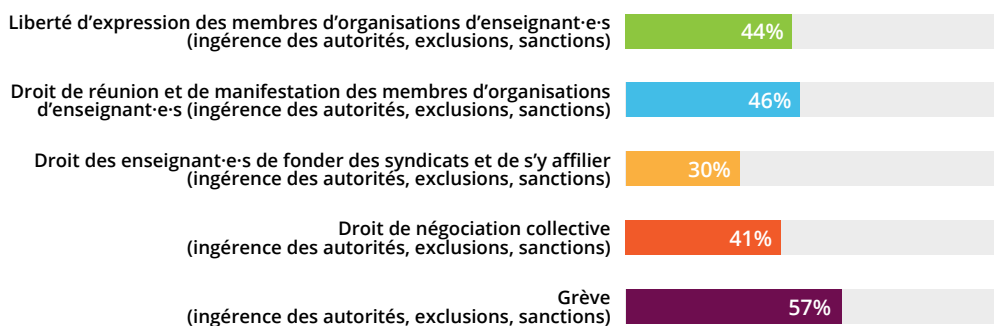 Liberté d’expression des membres d’organisations d’enseignant·e·s
(ingérence des autorités, exclusions, sanctions)
44%
Droit de réunion et de manifestation des membres d’organisations
d’enseignant·e·s (ingérence des autorités, exclusions, sanctions)
46%
Droit des enseignant·e·s de fonder des syndicats et de s’y affilier
(ingérence des autorités, exclusions, sanctions)
30%
Droit de négociation collective
(ingérence des autorités, exclusions, sanctions)
41%
Grève
(ingérence des autorités, exclusions, sanctions)
57%